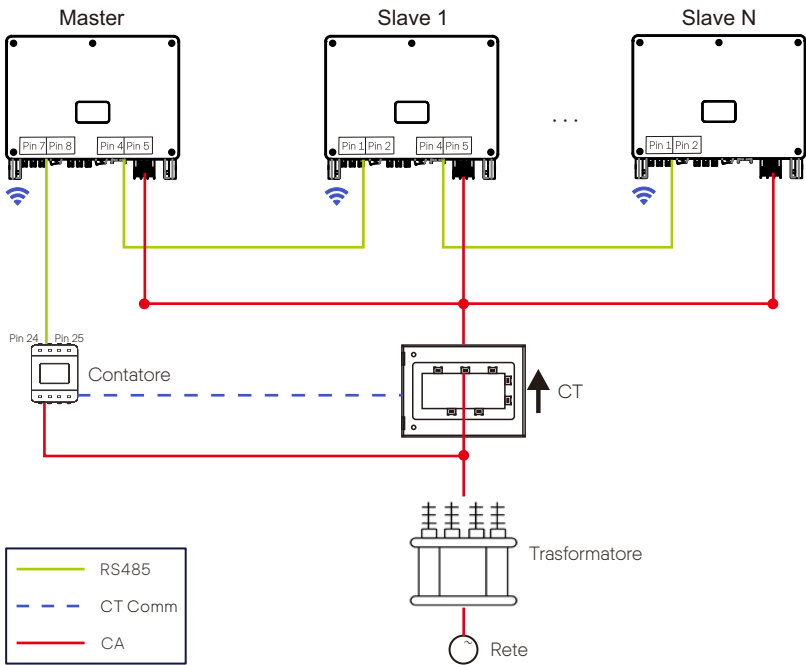 Master
Slave 1
Slave N
. . .
Pin 7 Pin 8
Pin 4 Pin 5
Pin 1 Pin 2
Pin 4 Pin 5
Pin 1 Pin 2
Pin 24 Pin 25
Contatore
CT
Trasformatore
RS485
CT Comm
CA
~
Rete